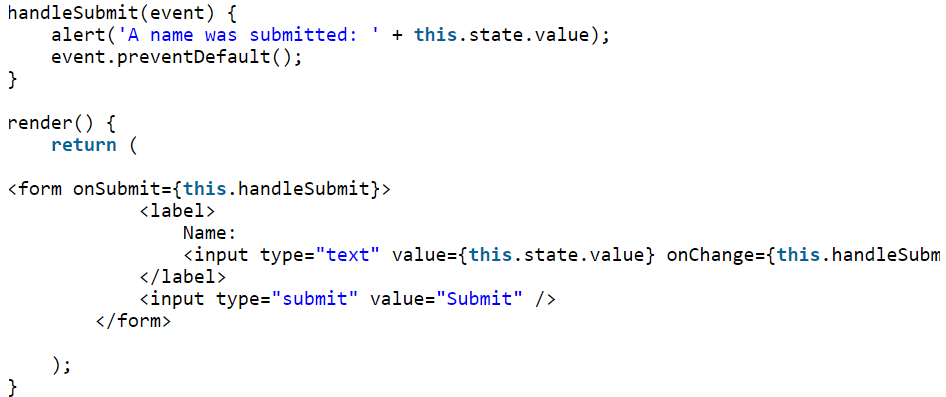 handleSubmit(event) {
    alert('A name was submitted: ' + this.state.value);
    event.preventDefault();
}

render() {
    return (

<form onSubmit={this.handleSubmit}>
            <label>
                Name:
                <input type="text" value={this.state.value} onChange={this.handleSubm
            </label>
            <input type="submit" value="Submit" />
        </form>

    );
}